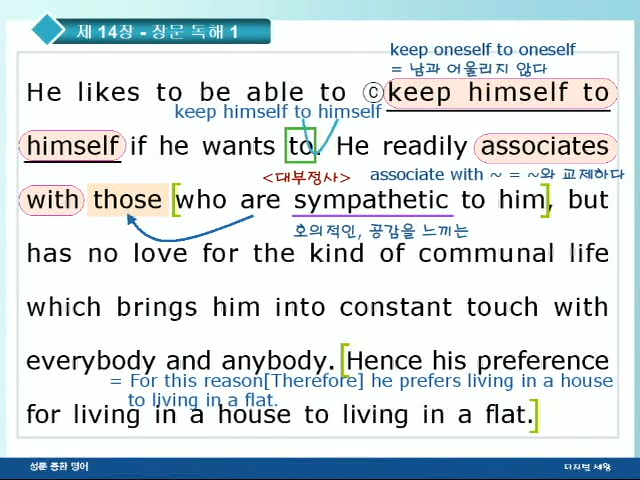 제 14장 - 장문 독해 1
keep oneself to oneself
= 남과 어울리지 않다
He likes to be able to ⓒkeep himself to
keep himself to himself
himself if he wants to. He readily associates
<대부정사>
associate with ~ = ~와 교제하다
with those [who are sympathetic to him], but
호의적인, 공감을 느끼는
has no love for the kind of communal life
which brings him into constant touch with
everybody and anybody. [Hence his preference
= For this reason[Therefore] he prefers living in a house
to living in a flat.
for living in a house to living in a flat.]
성문 종합 영어
디지털 세왕